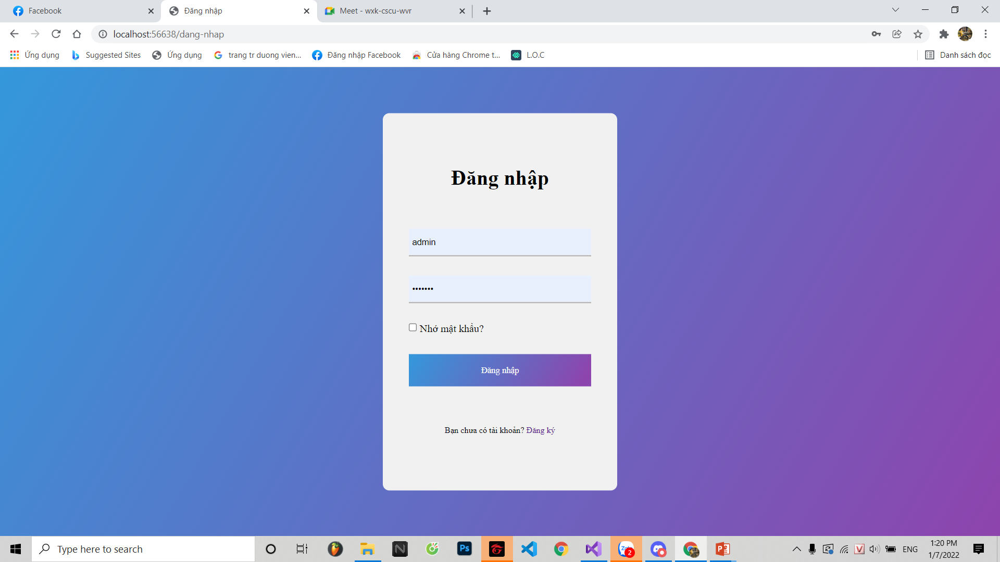 Facebook
Đăng nhập
Meet - wxk-cscu-wvr
localhost:56638/dang-nhap
Ứng dụng
Suggested Sites
Ứng dụng
trang tr duong vien...
Đăng nhập Facebook
Cửa hàng Chrome t...
L.O.C
Danh sách đọc
Đăng nhập
admin
•••••••
Nhớ mật khẩu?
Đăng nhập
Bạn chưa có tài khoản? Đăng ký
Type here to search
Ps
2
V
ENG
1:20 PM
1/7/2022